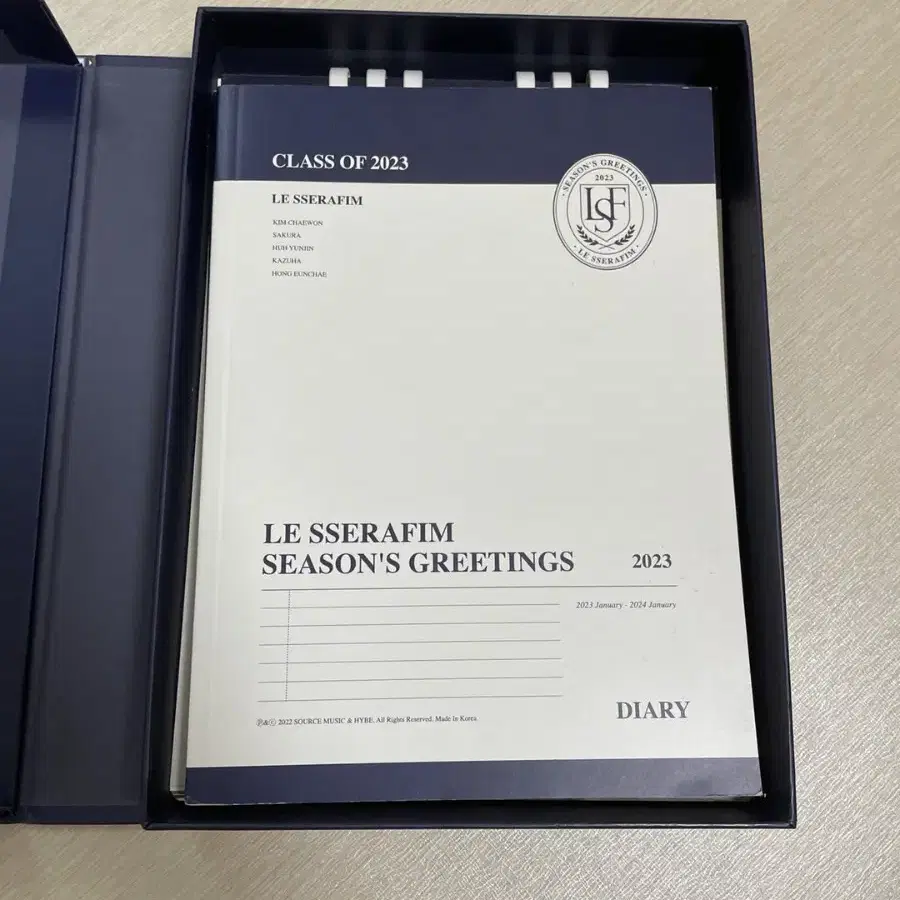 CLASS OF 2023
LE SSERAFIM
KIM CHAEWON
SAKURA
HUH YUNJIN
KAZUHA
HONG EUNCHAE
· SEASON'S GREETINGS ·
2023
LSF
· LE SSERAFIM ·
LE SSERAFIM
SEASON'S GREETINGS 2023
2023 January - 2024 January
Ⓟ&ⓒ 2022 SOURCE MUSIC & HYBE. All Rights Reserved. Made In Korea.
DIARY